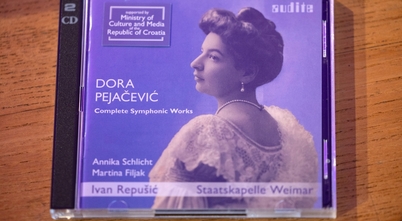 2
CD
supported by
Ministry of
Culture and Media
of the
Republic of Croatia
audite
DORA
PEJAČEVIĆ
Complete Symphonic Works
Annika Schlicht
Martina Filjak
Ivan Repušić Staatskapelle Weimar